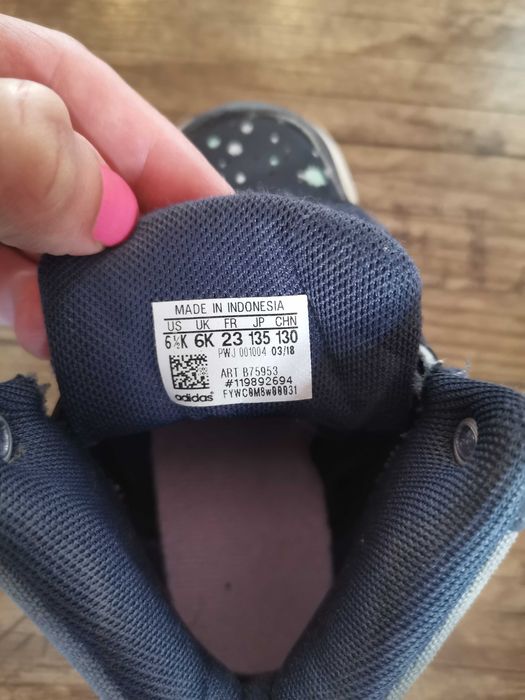 MADE IN INDONESIA
US UK FR JP CHN
6½K 6K 23 135 130
PWJ 001004 03/18
ART B75953
#119892694
adidas FYWC0M8w00031